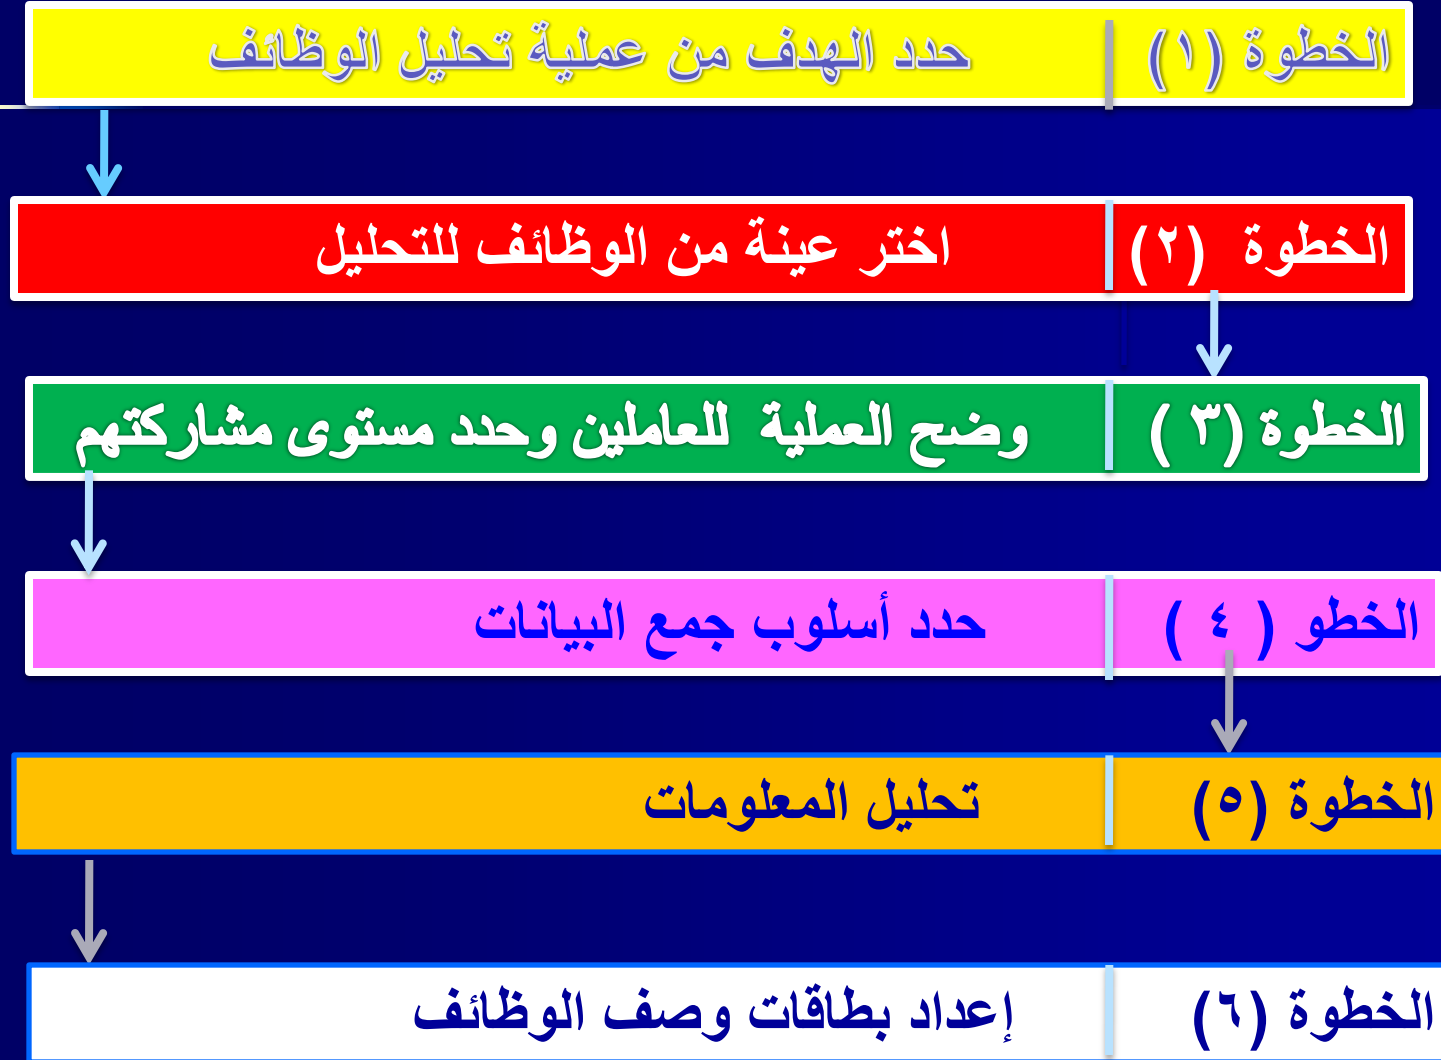 الخطوة (١) حدد الهدف من عملية تحليل الوظائف
الخطوة (٢) اختر عينة من الوظائف للتحليل
الخطوة (٣ ) وضح العملية للعاملين وحدد مستوى مشاركتهم
الخطو ( ٤ ) حدد أسلوب جمع البيانات
الخطوة (٥) تحليل المعلومات
الخطوة (٦) إعداد بطاقات وصف الوظائف